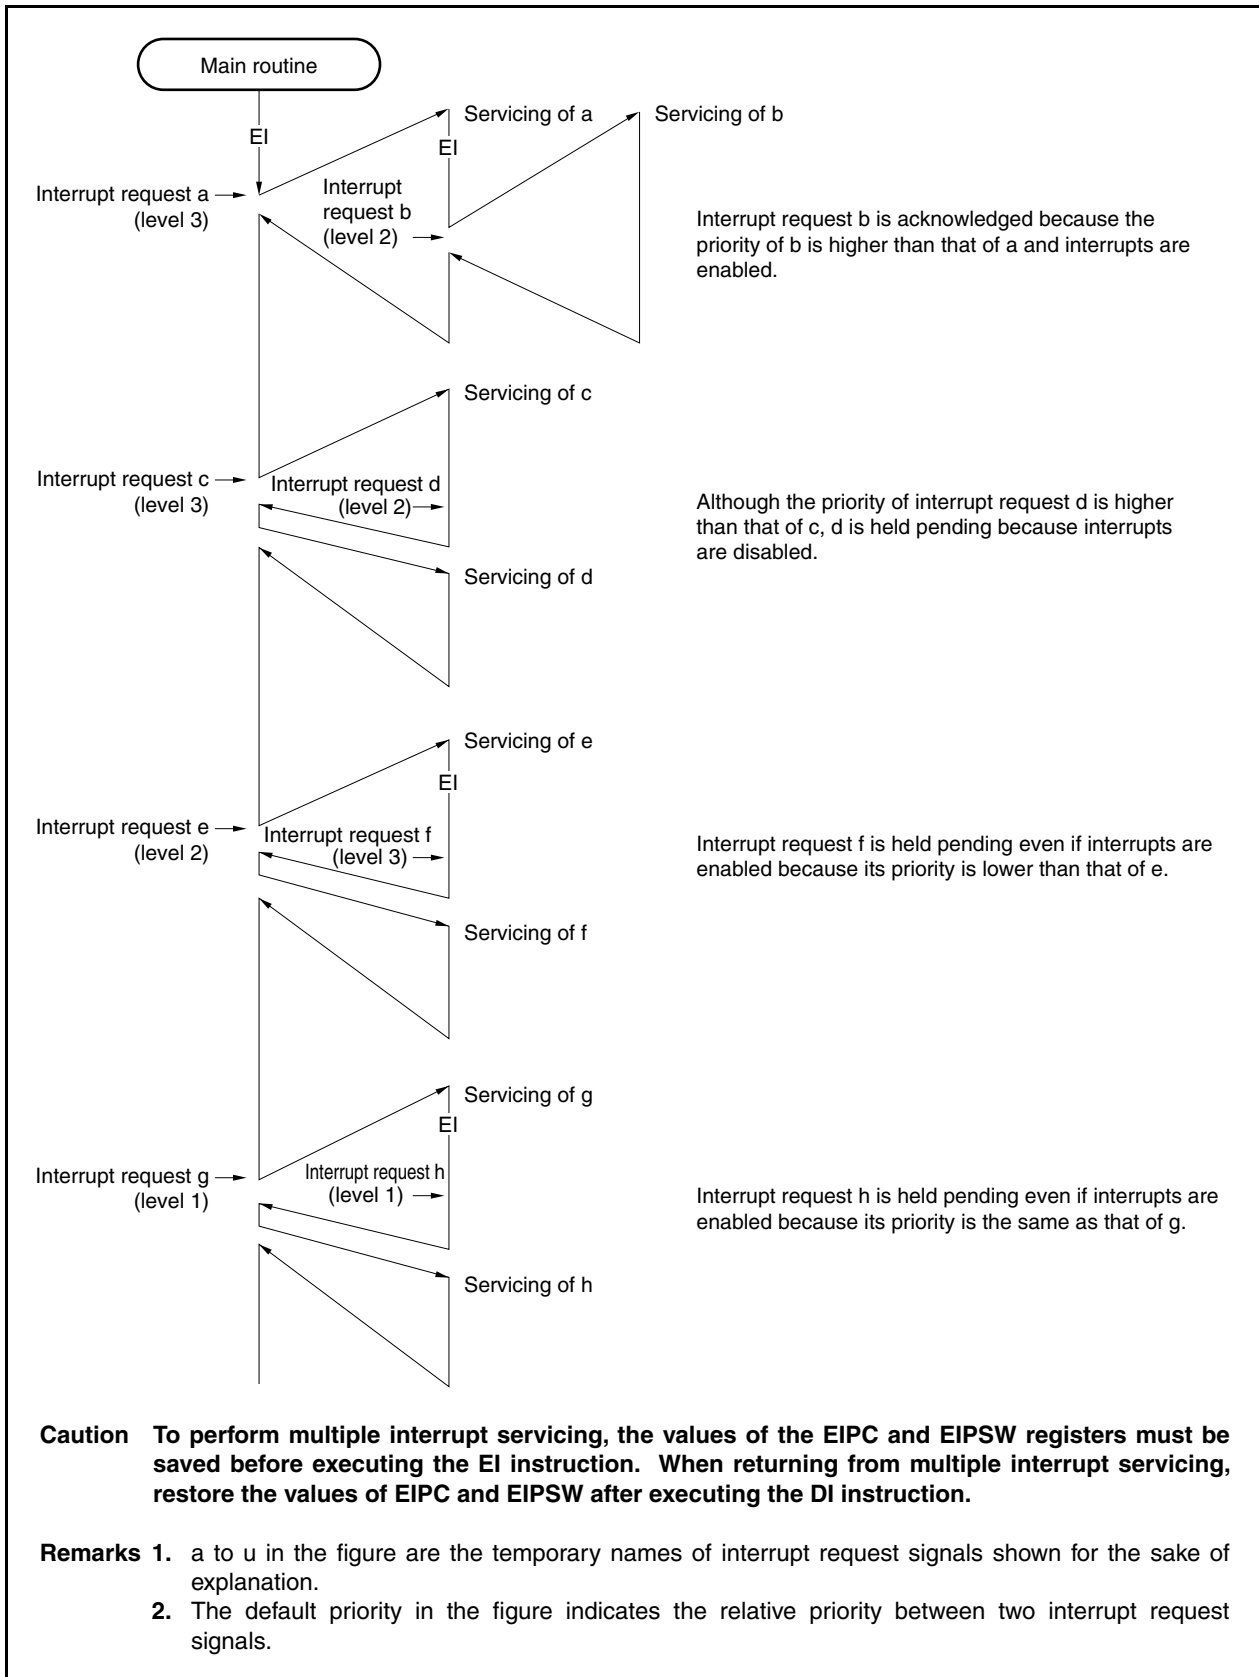 Main routine
EI
Servicing of a
Servicing of b
EI
Interrupt request a
(level 3)
Interrupt
request b
(level 2)
Interrupt request b is acknowledged because the
priority of b is higher than that of a and interrupts are
enabled.
Servicing of c
Interrupt request c
(level 3)
Interrupt request d
(level 2)
Although the priority of interrupt request d is higher
than that of c, d is held pending because interrupts
are disabled.
Servicing of d
Servicing of e
EI
Interrupt request e
(level 2)
Interrupt request f
(level 3)
Interrupt request f is held pending even if interrupts are
enabled because its priority is lower than that of e.
Servicing of f
Servicing of g
EI
Interrupt request g
(level 1)
Interrupt request h
(level 1)
Interrupt request h is held pending even if interrupts are
enabled because its priority is the same as that of g.
Servicing of h
Caution To perform multiple interrupt servicing, the values of the EIPC and EIPSW registers must be
saved before executing the EI instruction. When returning from multiple interrupt servicing,
restore the values of EIPC and EIPSW after executing the DI instruction.
Remarks 1. a to u in the figure are the temporary names of interrupt request signals shown for the sake of
explanation.
2. The default priority in the figure indicates the relative priority between two interrupt request
signals.